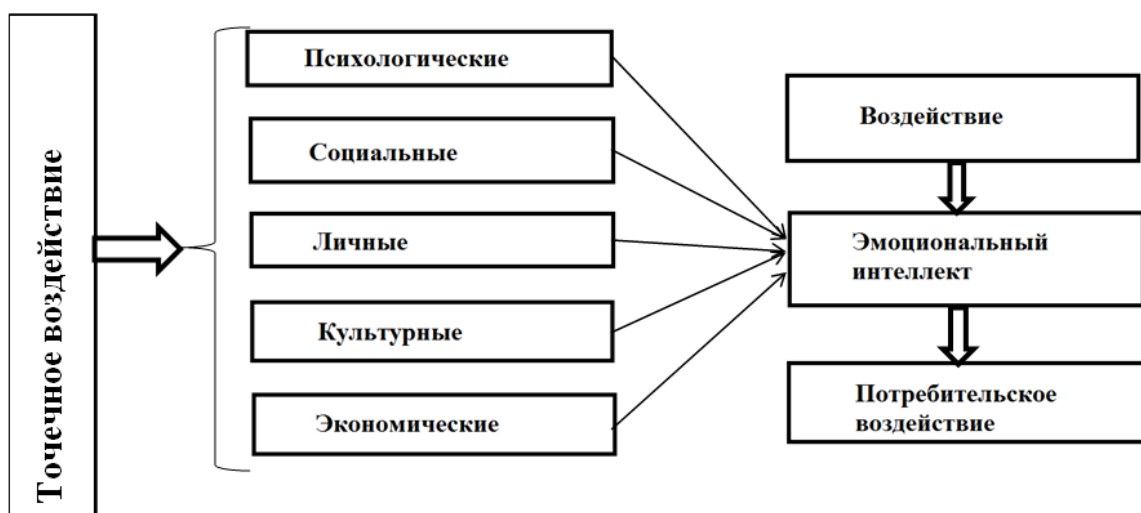 Точечное воздействие
Психологические
Социальные
Личные
Культурные
Экономические
Воздействие
Эмоциональный
интеллект
Потребительское
воздействие